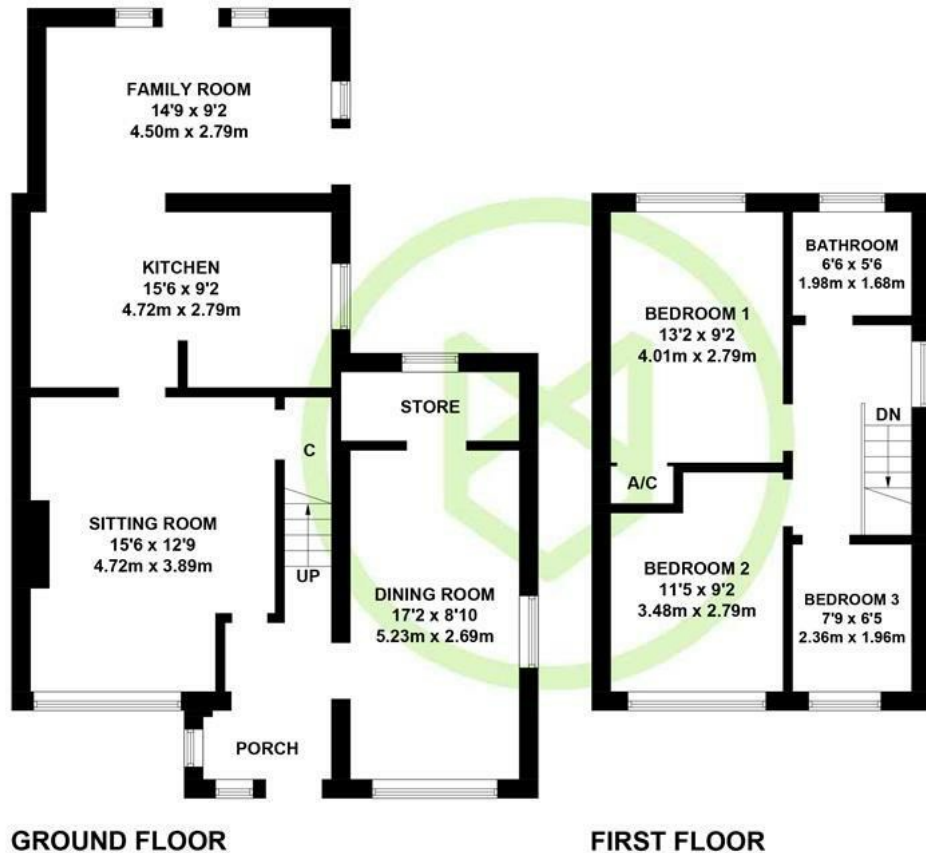 FAMILY ROOM
14'9 x 9'2
4.50m x 2.79m
KITCHEN
15'6 x 9'2
4.72m x 2.79m
STORE
C
SITTING ROOM
15'6 x 12'9
4.72m x 3.89m
UP
DINING ROOM
17'2 x 8'10
5.23m x 2.69m
PORCH
GROUND FLOOR
BATHROOM
6'6 x 5'6
1.98m x 1.68m
BEDROOM 1
13'2 x 9'2
4.01m x 2.79m
DN
A/C
BEDROOM 2
11'5 x 9'2
3.48m x 2.79m
BEDROOM 3
7'9 x 6'5
2.36m x 1.96m
FIRST FLOOR